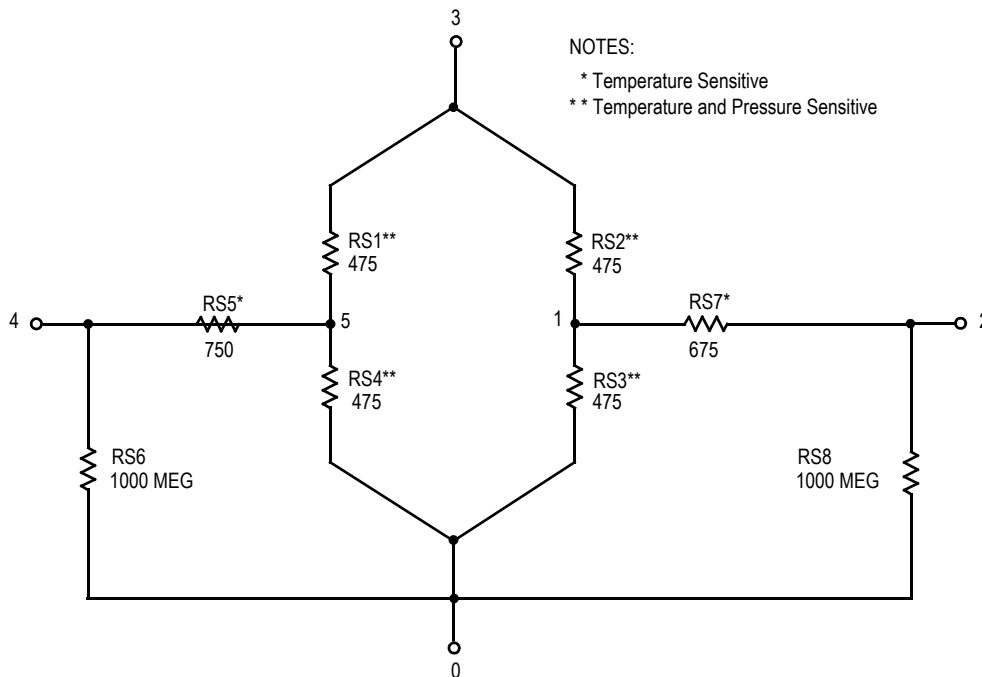 3
NOTES:
* Temperature Sensitive
* * Temperature and Pressure Sensitive
RS1**
475
RS2**
475
4
RS5*
750
5
1
RS7*
675
2
RS4**
475
RS3**
475
RS6
1000 MEG
RS8
1000 MEG
0